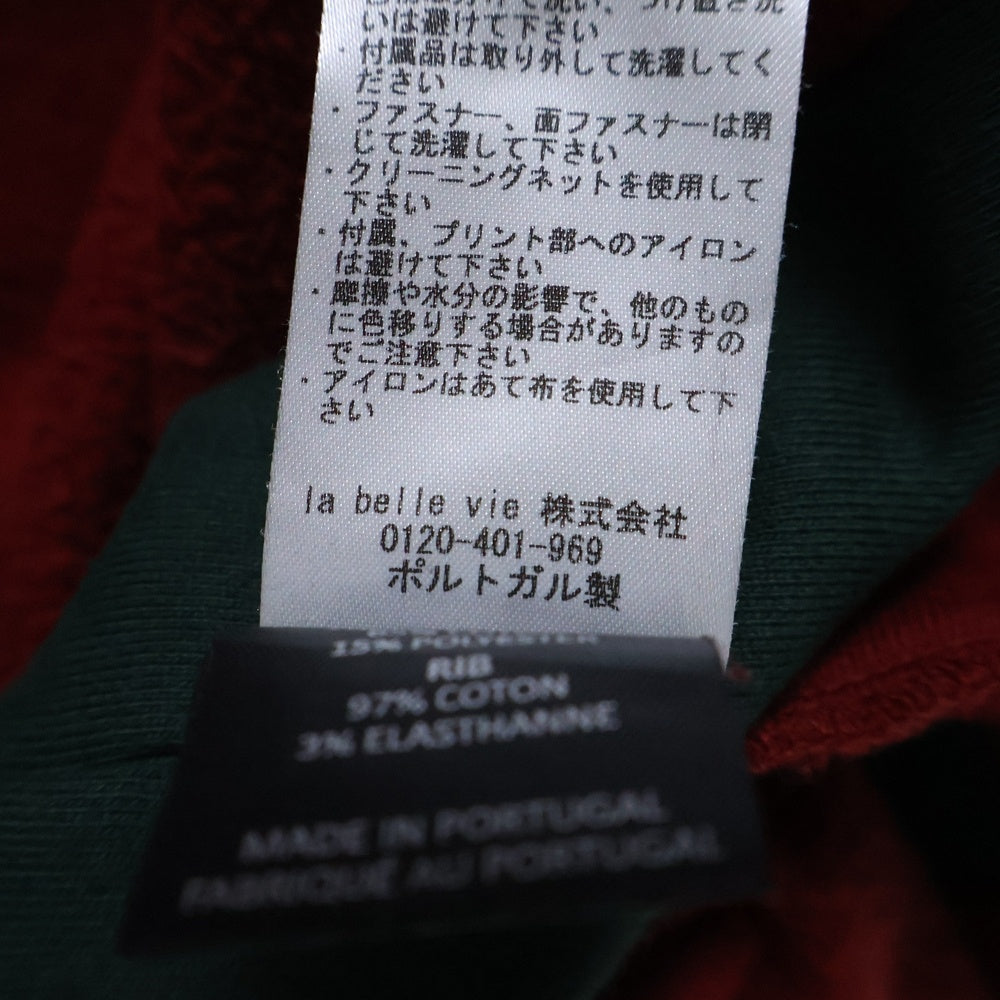 いは避けて下さい
・付属品は取り外して洗濯してく
ださい
・ファスナー、面ファスナーは閉
じて洗濯して下さい
・クリーニングネットを使用して
下さい
・付属、プリント部へのアイロン
は避けて下さい
・摩擦や水分の影響で、他のもの
に色移りする場合がありますの
でご注意下さい
・アイロンはあて布を使用して下
さい
la belle vie 株式会社
0120-401-969
ポルトガル製
15% POLYESTER
RIB
97% COTON
3% ELASTHANNE
MADE IN PORTUGAL
FABRIQUÉ AU PORTUGAL